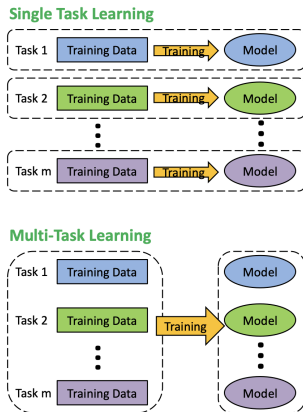 Single Task Learning
Task 1 Training Data Training Model
Task 2 Training Data Training Model
Task m Training Data Training Model
Multi-Task Learning
Task 1 Training Data Model
Task 2 Training Data Training Model
Task m Training Data Model